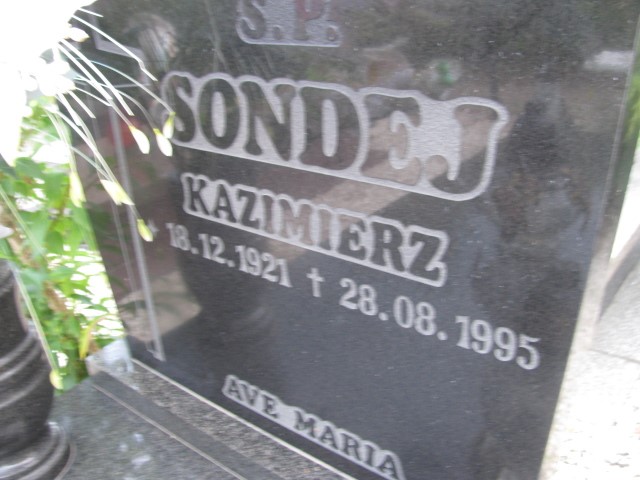 S.P.
SONDEJ
KAZIMIERZ
* 18.12.1921 † 28.08.1995
AVE MARIA